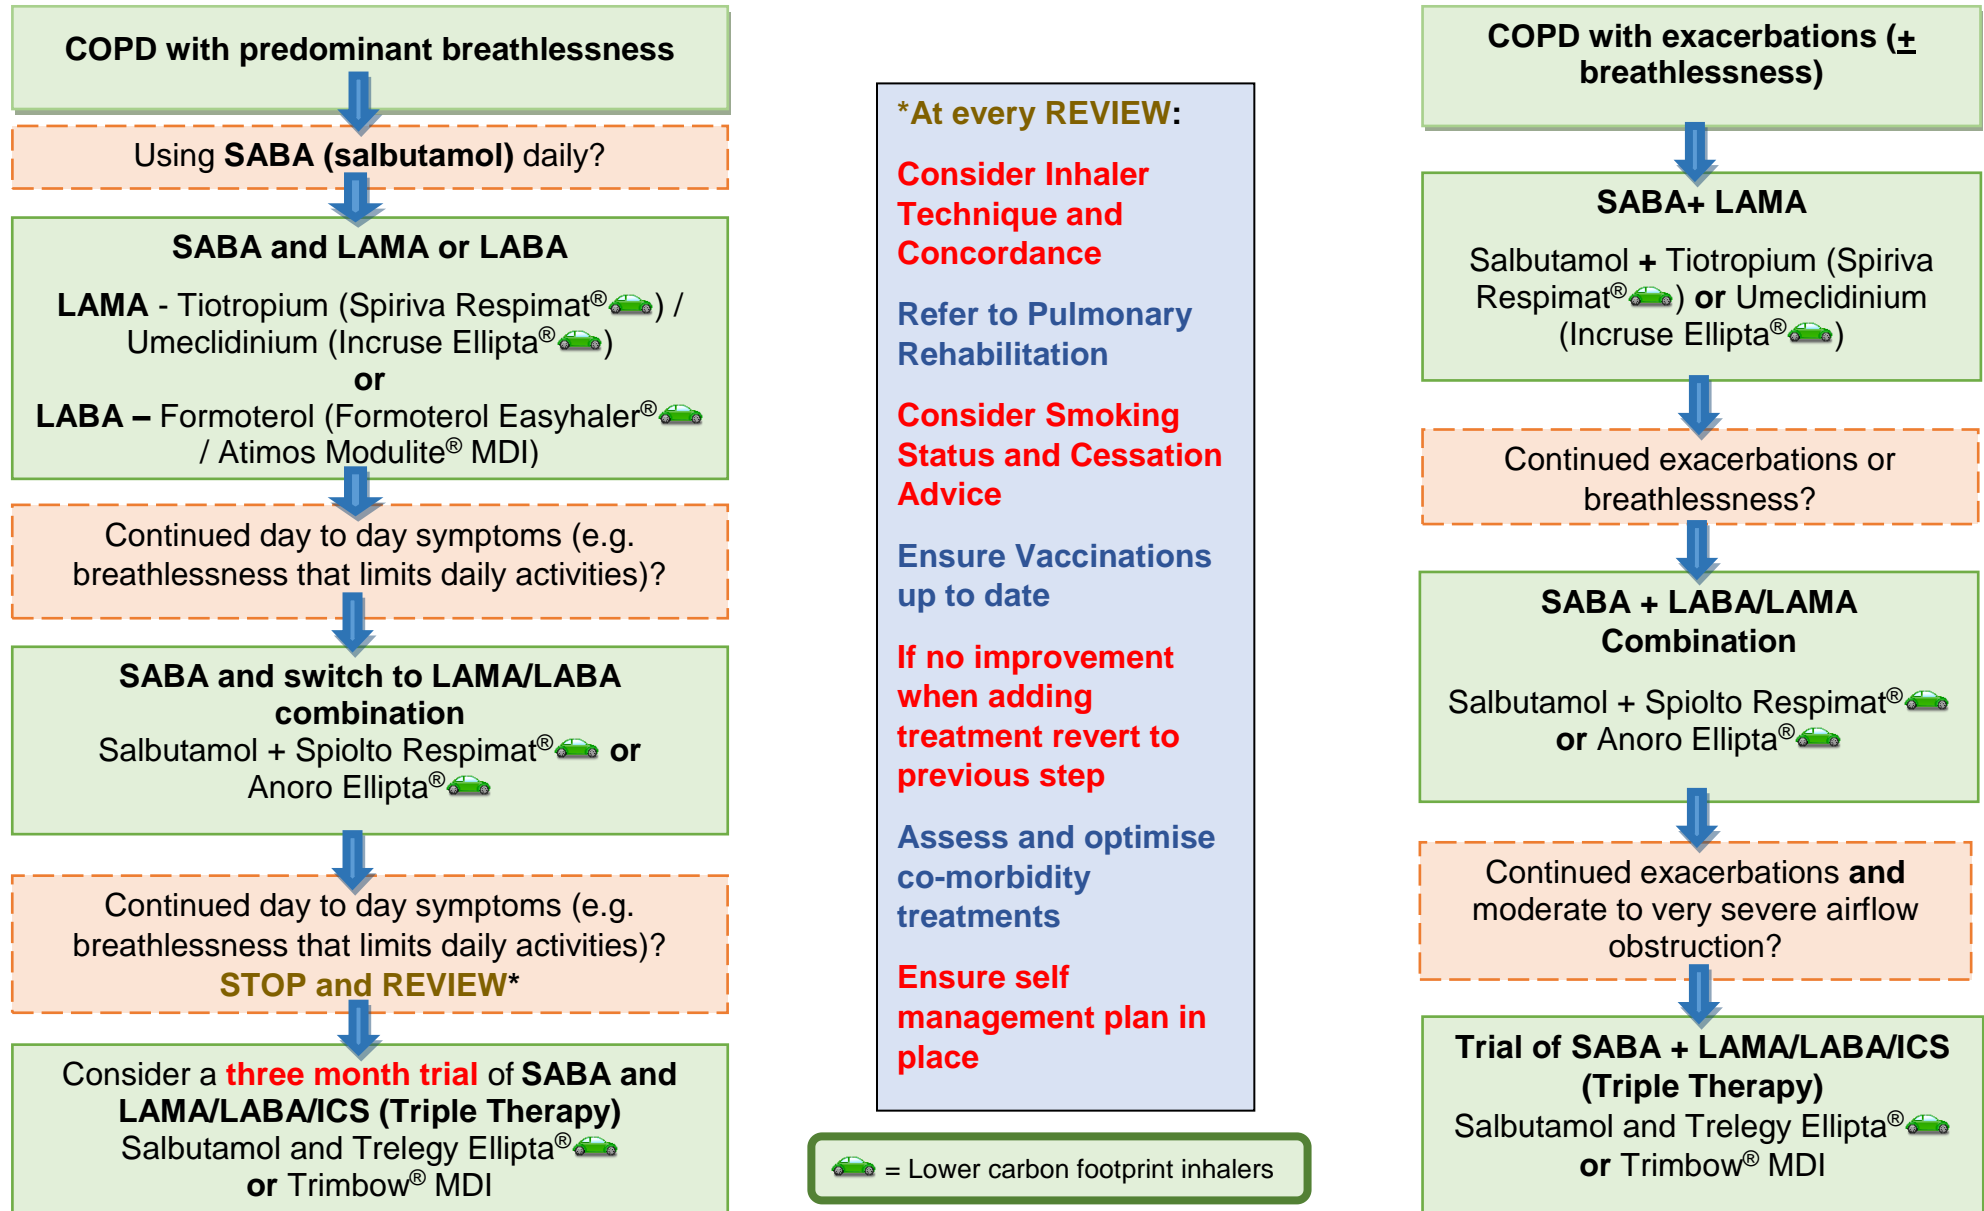 COPD with predominant breathlessness
Using SABA (salbutamol) daily?
SABA and LAMA or LABA
LAMA - Tiotropium (Spiriva Respimat®) /
Umeclidinium (Incruse Ellipta®)
or
LABA – Formoterol (Formoterol Easyhaler®
/ Atimos Modulite® MDI)
Continued day to day symptoms (e.g.
breathlessness that limits daily activities)?
SABA and switch to LAMA/LABA
combination
Salbutamol + Spiolto Respimat® or
Anoro Ellipta®
Continued day to day symptoms (e.g.
breathlessness that limits daily activities)?
STOP and REVIEW*
Consider a three month trial of SABA and
LAMA/LABA/ICS (Triple Therapy)
Salbutamol and Trelegy Ellipta®
or Trimbow® MDI
*At every REVIEW:
Consider Inhaler
Technique and
Concordance
Refer to Pulmonary
Rehabilitation
Consider Smoking
Status and Cessation
Advice
Ensure Vaccinations
up to date
If no improvement
when adding
treatment revert to
previous step
Assess and optimise
co-morbidity
treatments
Ensure self
management plan in
place
= Lower carbon footprint inhalers
COPD with exacerbations (±
breathlessness)
SABA+ LAMA
Salbutamol + Tiotropium (Spiriva
Respimat®) or Umeclidinium
(Incruse Ellipta®)
Continued exacerbations or
breathlessness?
SABA + LABA/LAMA
Combination
Salbutamol + Spiolto Respimat®
or Anoro Ellipta®
Continued exacerbations and
moderate to very severe airflow
obstruction?
Trial of SABA + LAMA/LABA/ICS
(Triple Therapy)
Salbutamol and Trelegy Ellipta®
or Trimbow® MDI